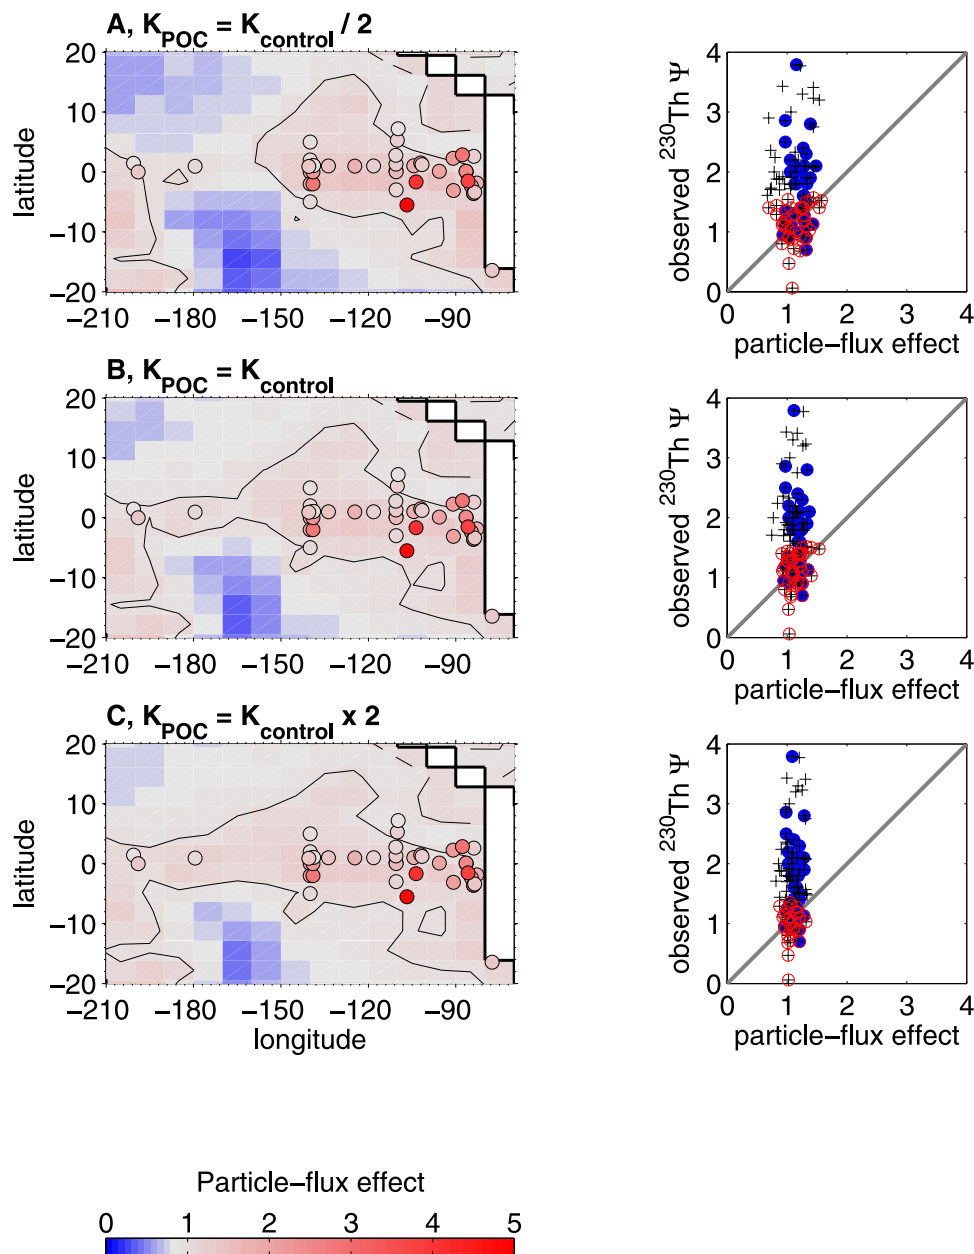 A, K_POC = K_control / 2
20
10
0
−10
−20
latitude
−210 −180 −150 −120 −90
4
3
2
1
0
observed ²³⁰Th Ψ
0 1 2 3 4
particle−flux effect
B, K_POC = K_control
20
10
0
−10
−20
latitude
−210 −180 −150 −120 −90
4
3
2
1
0
observed ²³⁰Th Ψ
0 1 2 3 4
particle−flux effect
C, K_POC = K_control x 2
20
10
0
−10
−20
latitude
−210 −180 −150 −120 −90
longitude
4
3
2
1
0
observed ²³⁰Th Ψ
0 1 2 3 4
particle−flux effect
Particle−flux effect
0 1 2 3 4 5